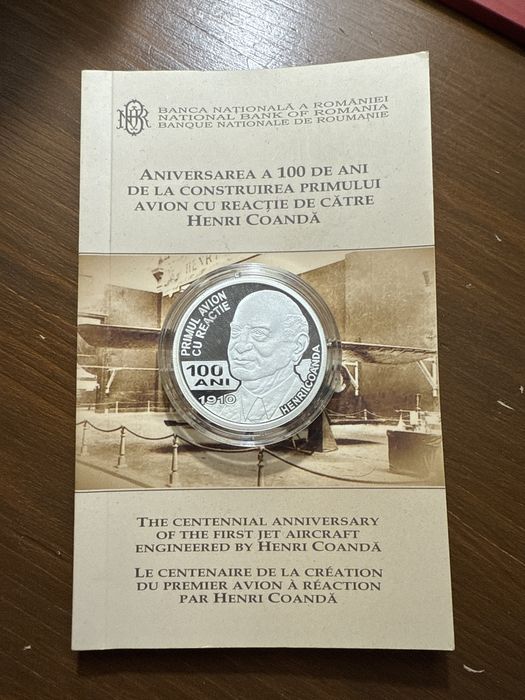 BANCA NAȚIONALĂ A ROMÂNIEI
NATIONAL BANK OF ROMANIA
BANQUE NATIONALE DE ROUMANIE
ANIVERSAREA A 100 DE ANI
DE LA CONSTRUIREA PRIMULUI
AVION CU REACȚIE DE CĂTRE
HENRI COANDĂ
HENRI
PRIMUL AVION
CU REACTIE
100
ANI
1910
HENRI COANDA
THE CENTENNIAL ANNIVERSARY
OF THE FIRST JET AIRCRAFT
ENGINEERED BY HENRI COANDĂ
LE CENTENAIRE DE LA CRÉATION
DU PREMIER AVION À RÉACTION
PAR HENRI COANDĂ